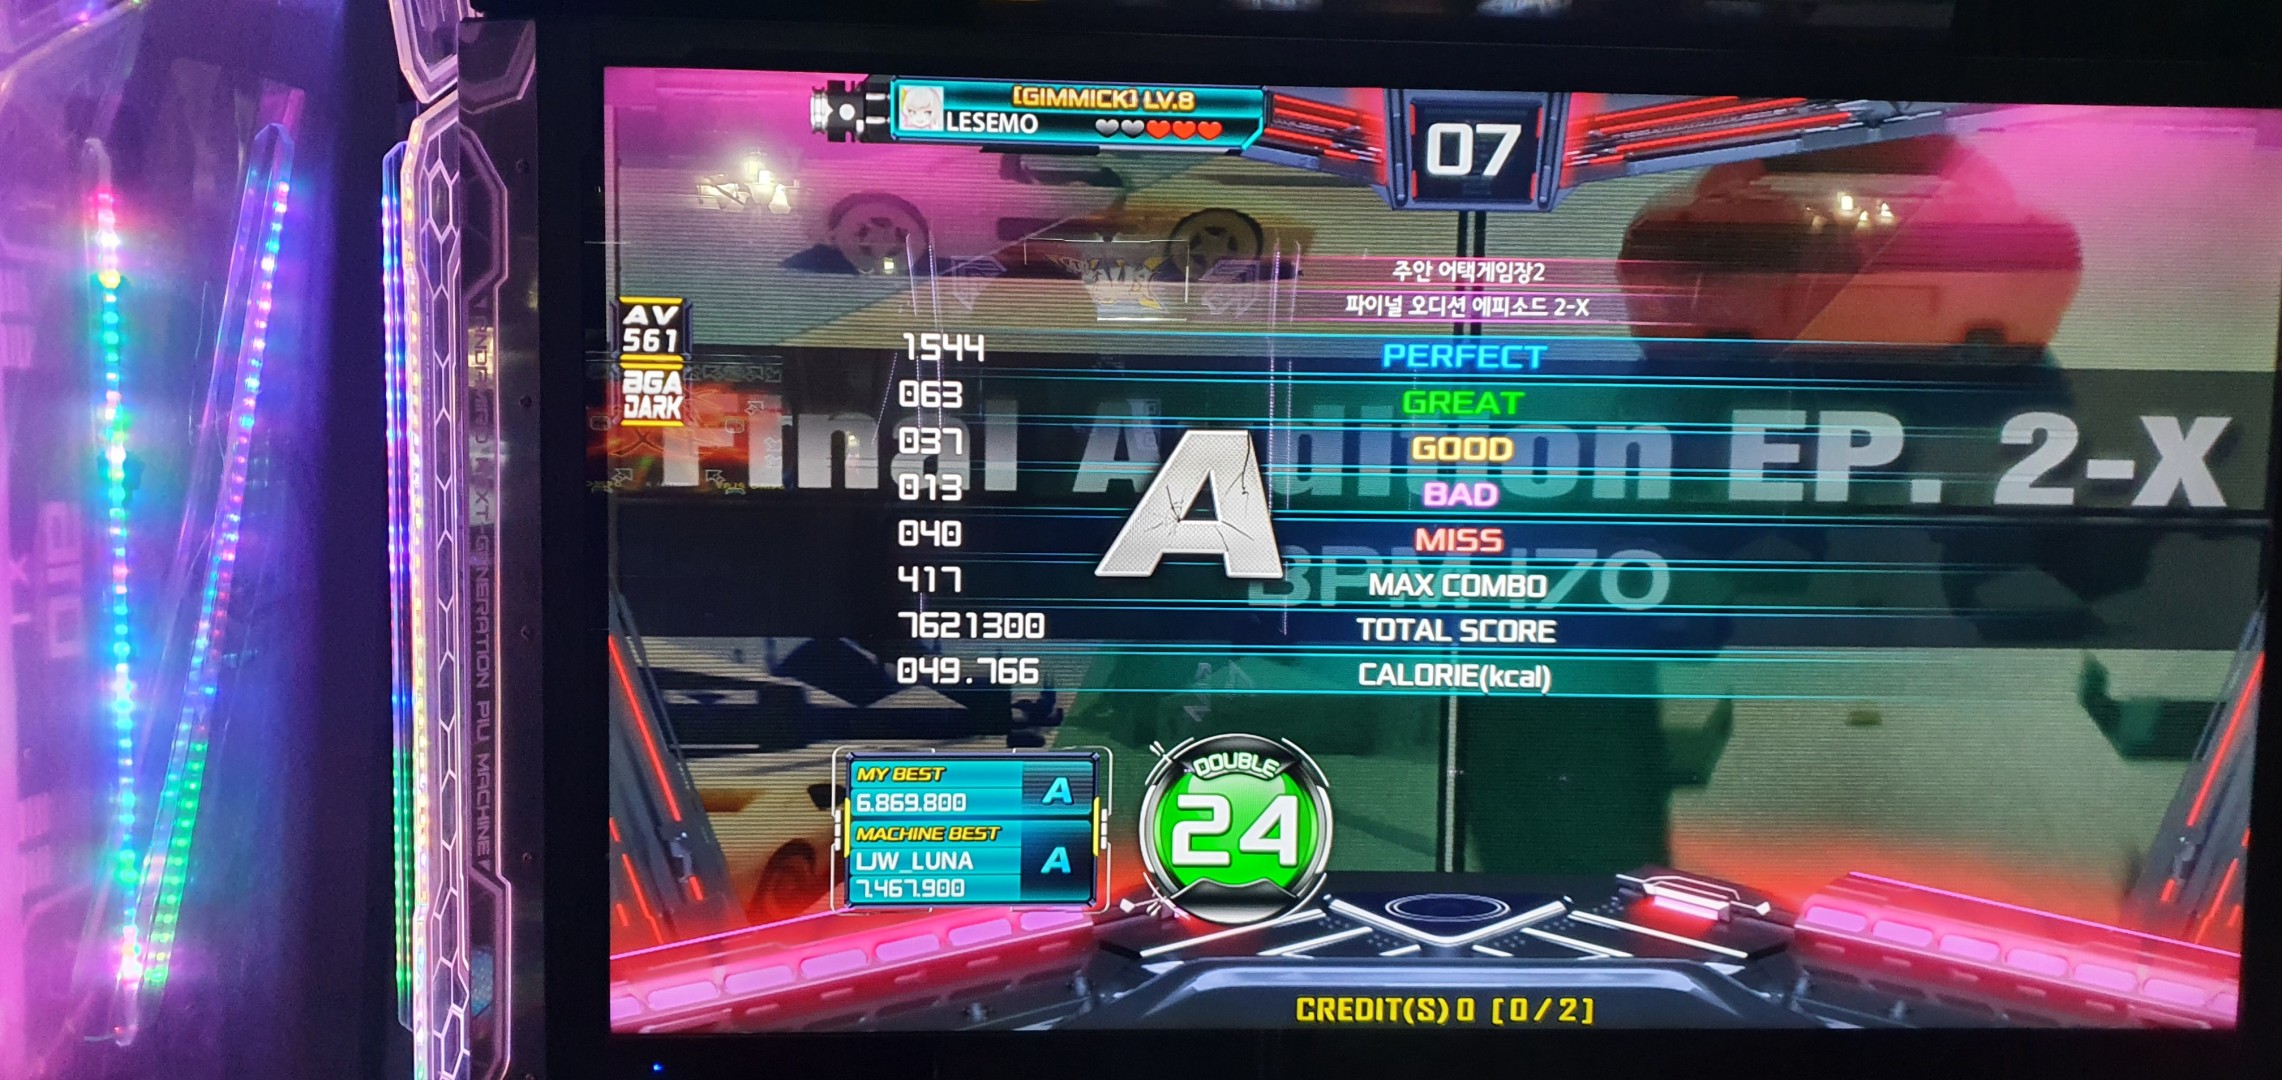 [GIMMICK] LV.8
LESEMO
07
주안 어택게임장2
파이널 오디션 에피소드 2-X
AV
561
BGA
DARK
1544 PERFECT
063 GREAT
037 GOOD
013 BAD
040 MISS
417 MAX COMBO
7621300 TOTAL SCORE
049.766 CALORIE(kcal)
A
Final Audition EP. 2-X
BPM 170
MY BEST
6.869.800 A
MACHINE BEST
LJW_LUNA A
7.467.900
DOUBLE
24
CREDIT(S) 0 [0/2]
PIU MACHINE